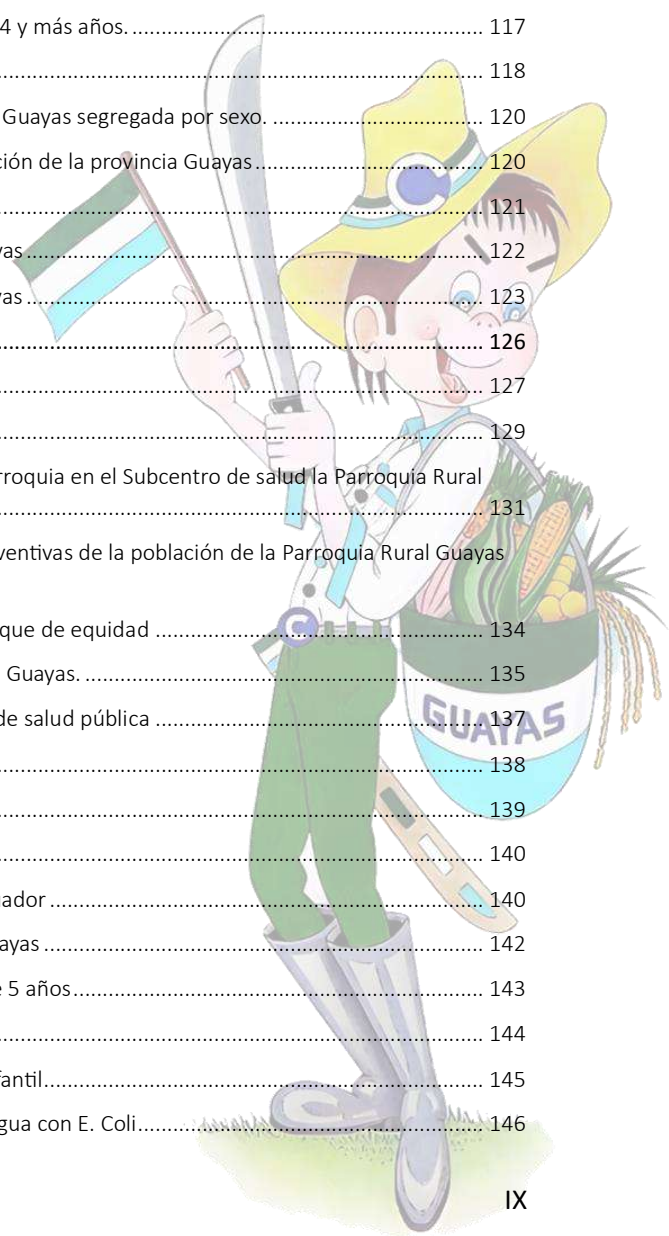 4 y más años. ........................................................ 117
........................................................................... 118
Guayas segregada por sexo. ................................. 120
ción de la provincia Guayas .................................... 120
........................................................................... 121
vas ....................................................................... 122
vas ....................................................................... 123
........................................................................... 126
........................................................................... 127
........................................................................... 129
rroquia en el Subcentro de salud la Parroquia Rural
........................................................................... 131
ventivas de la población de la Parroquia Rural Guayas
que de equidad .................................................... 134
Guayas. ............................................................... 135
de salud pública .................................................... 137
GUAYAS
........................................................................... 138
........................................................................... 139
........................................................................... 140
uador .................................................................... 140
ayas ..................................................................... 142
e 5 años ................................................................ 143
........................................................................... 144
fantil ..................................................................... 145
gua con E. Coli ...................................................... 146
IX